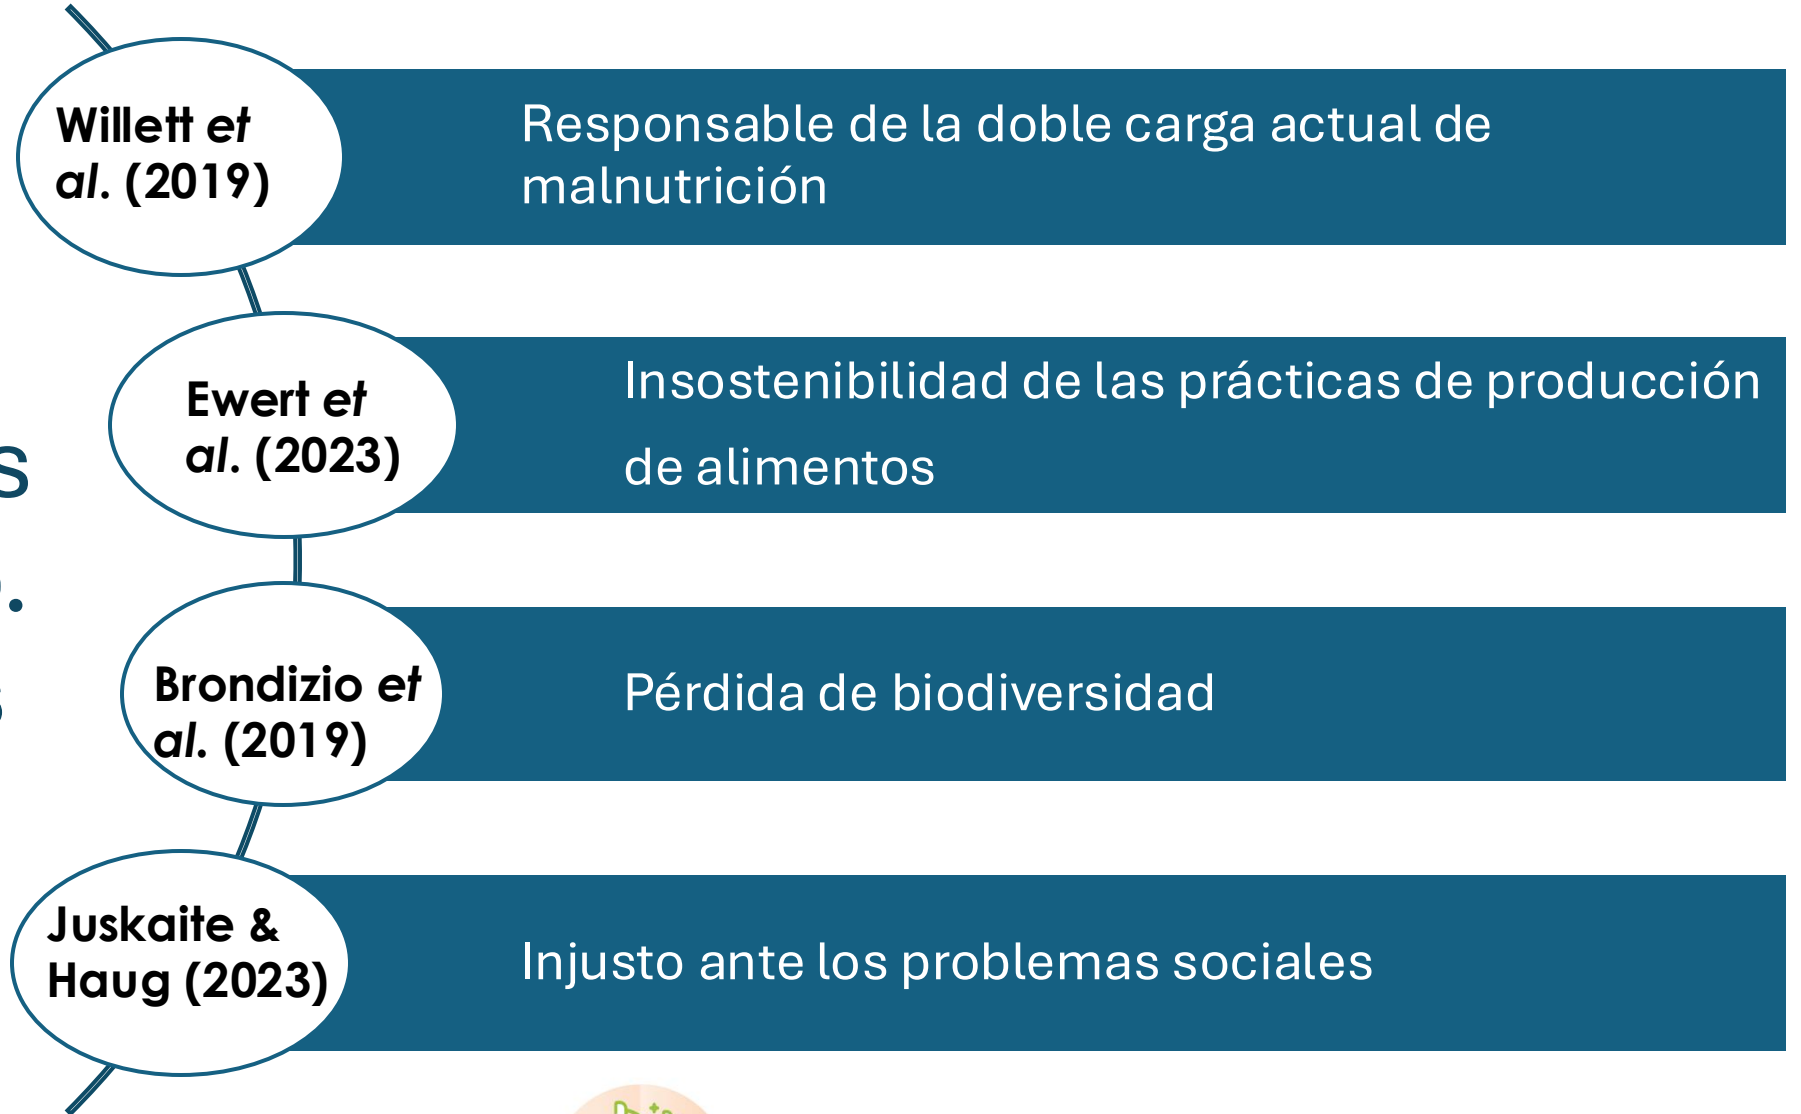 Willett et
al. (2019)
Responsable de la doble carga actual de
malnutrición
Ewert et
al. (2023)
Insostenibilidad de las prácticas de producción
de alimentos
Brondizio et
al. (2019)
Pérdida de biodiversidad
Juskaite &
Haug (2023)
Injusto ante los problemas sociales